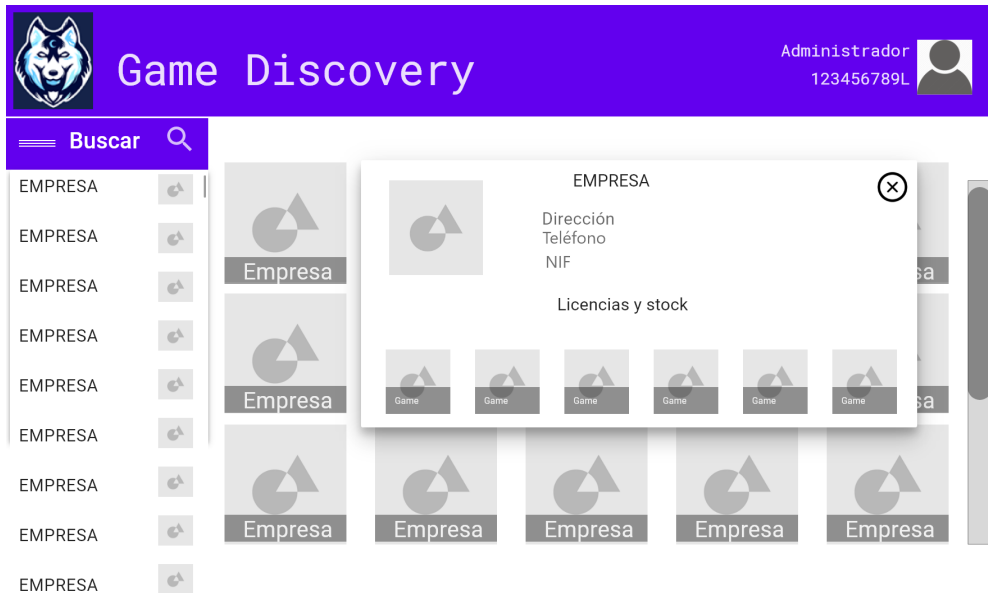 Game Discovery
Administrador
123456789L
Buscar
EMPRESA
EMPRESA
EMPRESA
EMPRESA
EMPRESA
EMPRESA
EMPRESA
EMPRESA
EMPRESA
Empresa
sa
Empresa
sa
Empresa
Empresa
Empresa
Empresa
Empresa
EMPRESA
Dirección
Teléfono
NIF
Licencias y stock
Game
Game
Game
Game
Game
Game